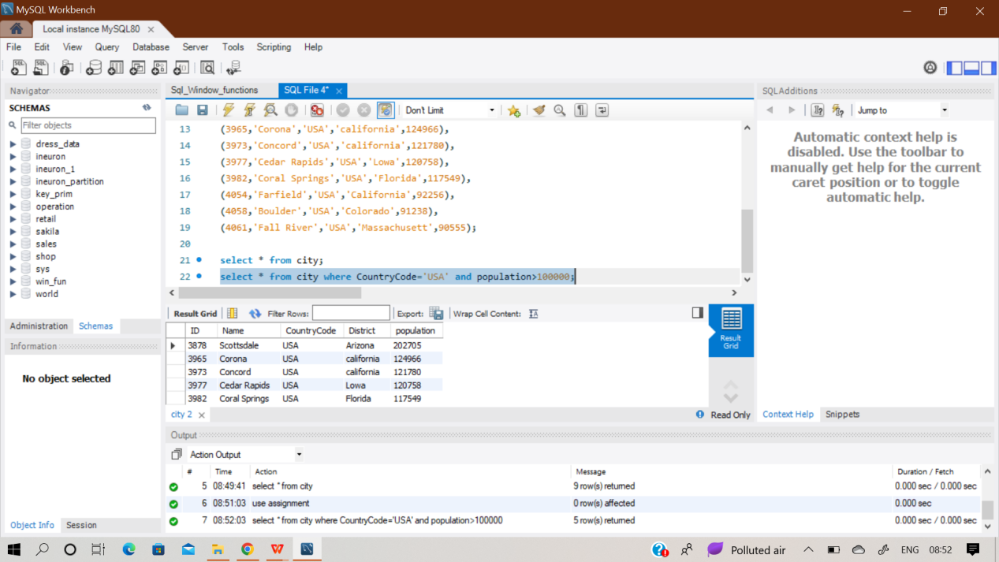 MySQL Workbench
Local instance MySQL80
File Edit View Query Database Server Tools Scripting Help
Navigator
SCHEMAS
Filter objects
dress_data
ineuron
ineuron_1
ineuron_partition
key_prim
operation
retail
sakila
sales
shop
sys
win_fun
world
Administration Schemas
Information
No object selected
Object Info Session
Sql_Window_functions SQL File 4*
Don't Limit
13 (3965,'Corona','USA','california',124966),
14 (3973,'Concord','USA','california',121780),
15 (3977,'Cedar Rapids','USA','Lowa',120758),
16 (3982,'Coral Springs','USA','Florida',117549),
17 (4054,'Farfield','USA','California',92256),
18 (4058,'Boulder','USA','Colorado',91238),
19 (4061,'Fall River','USA','Massachusett',90555);
20
21 select * from city;
22 select * from city where CountryCode='USA' and population>100000;
Result Grid Filter Rows: Export: Wrap Cell Content:
ID Name CountryCode District population
3878 Scottsdale USA Arizona 202705
3965 Corona USA california 124966
3973 Concord USA california 121780
3977 Cedar Rapids USA Lowa 120758
3982 Coral Springs USA Florida 117549
Result
Grid
city 2 Read Only
Output
Action Output
# Time Action Message Duration / Fetch
5 08:49:41 select * from city 9 row(s) returned 0.000 sec / 0.000 sec
6 08:51:03 use assignment 0 row(s) affected 0.000 sec
7 08:52:03 select * from city where CountryCode='USA' and population>100000 5 row(s) returned 0.000 sec / 0.000 sec
SQLAdditions
Jump to
Automatic context help is
disabled. Use the toolbar to
manually get help for the current
caret position or to toggle
automatic help.
Context Help Snippets
Polluted air ENG 08:52